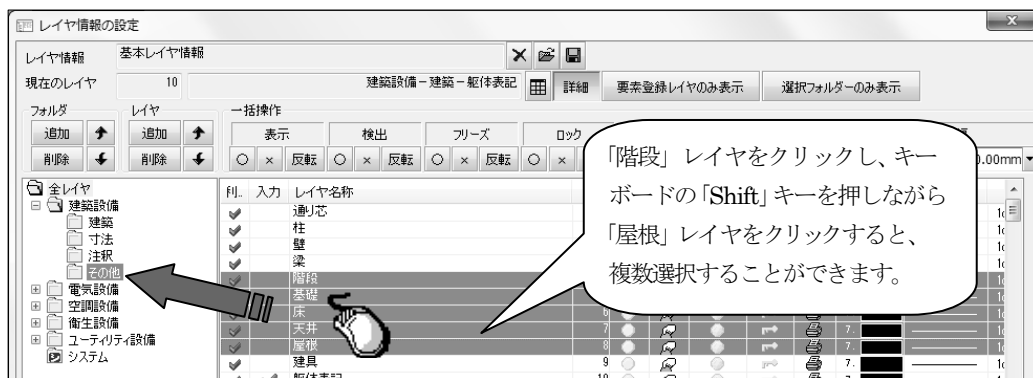 レイヤ情報の設定
レイヤ情報 基本レイヤ情報
現在のレイヤ 10 建築設備－建築－躯体表記 詳細 要素登録レイヤのみ表示 選択フォルダーのみ表示
フォルダ レイヤ 一括操作
追加 追加 表示 検出 フリーズ ロック
削除 削除 ○ × 反転 ○ × 反転 ○ × 反転 ○ × .00mm
「階段」レイヤをクリックし、キー
ボードの「Shift」キーを押しながら
「屋根」レイヤをクリックすると、
複数選択することができます。
全レイヤ
建築設備
建築
寸法
注釈
その他
電気設備
空調設備
衛生設備
ユーティリティ設備
システム
利.. 入力 レイヤ名称
通り芯
柱
壁
梁
階段
基礎
床 6
天井 7 7.
屋根 8 7.
建具 9 7.
躯体表記 10 7.